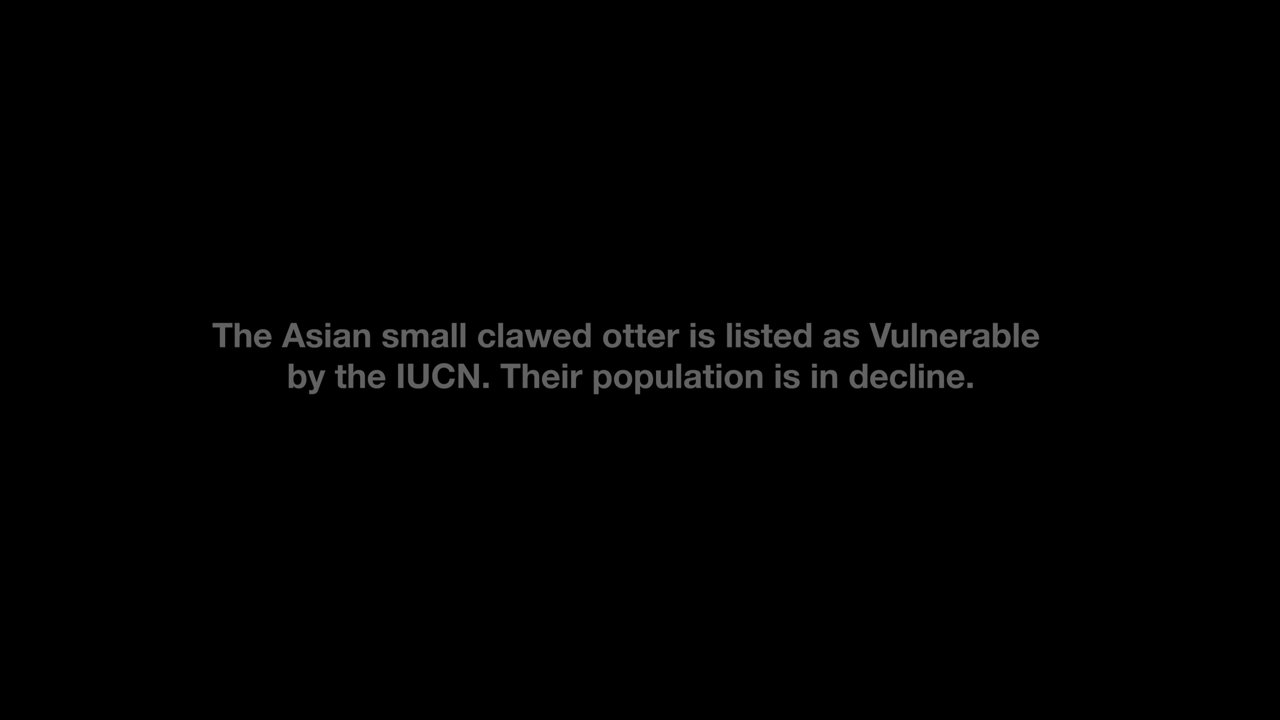 The Asian small clawed otter is listed as Vulnerable
by the IUCN. Their population is in decline.